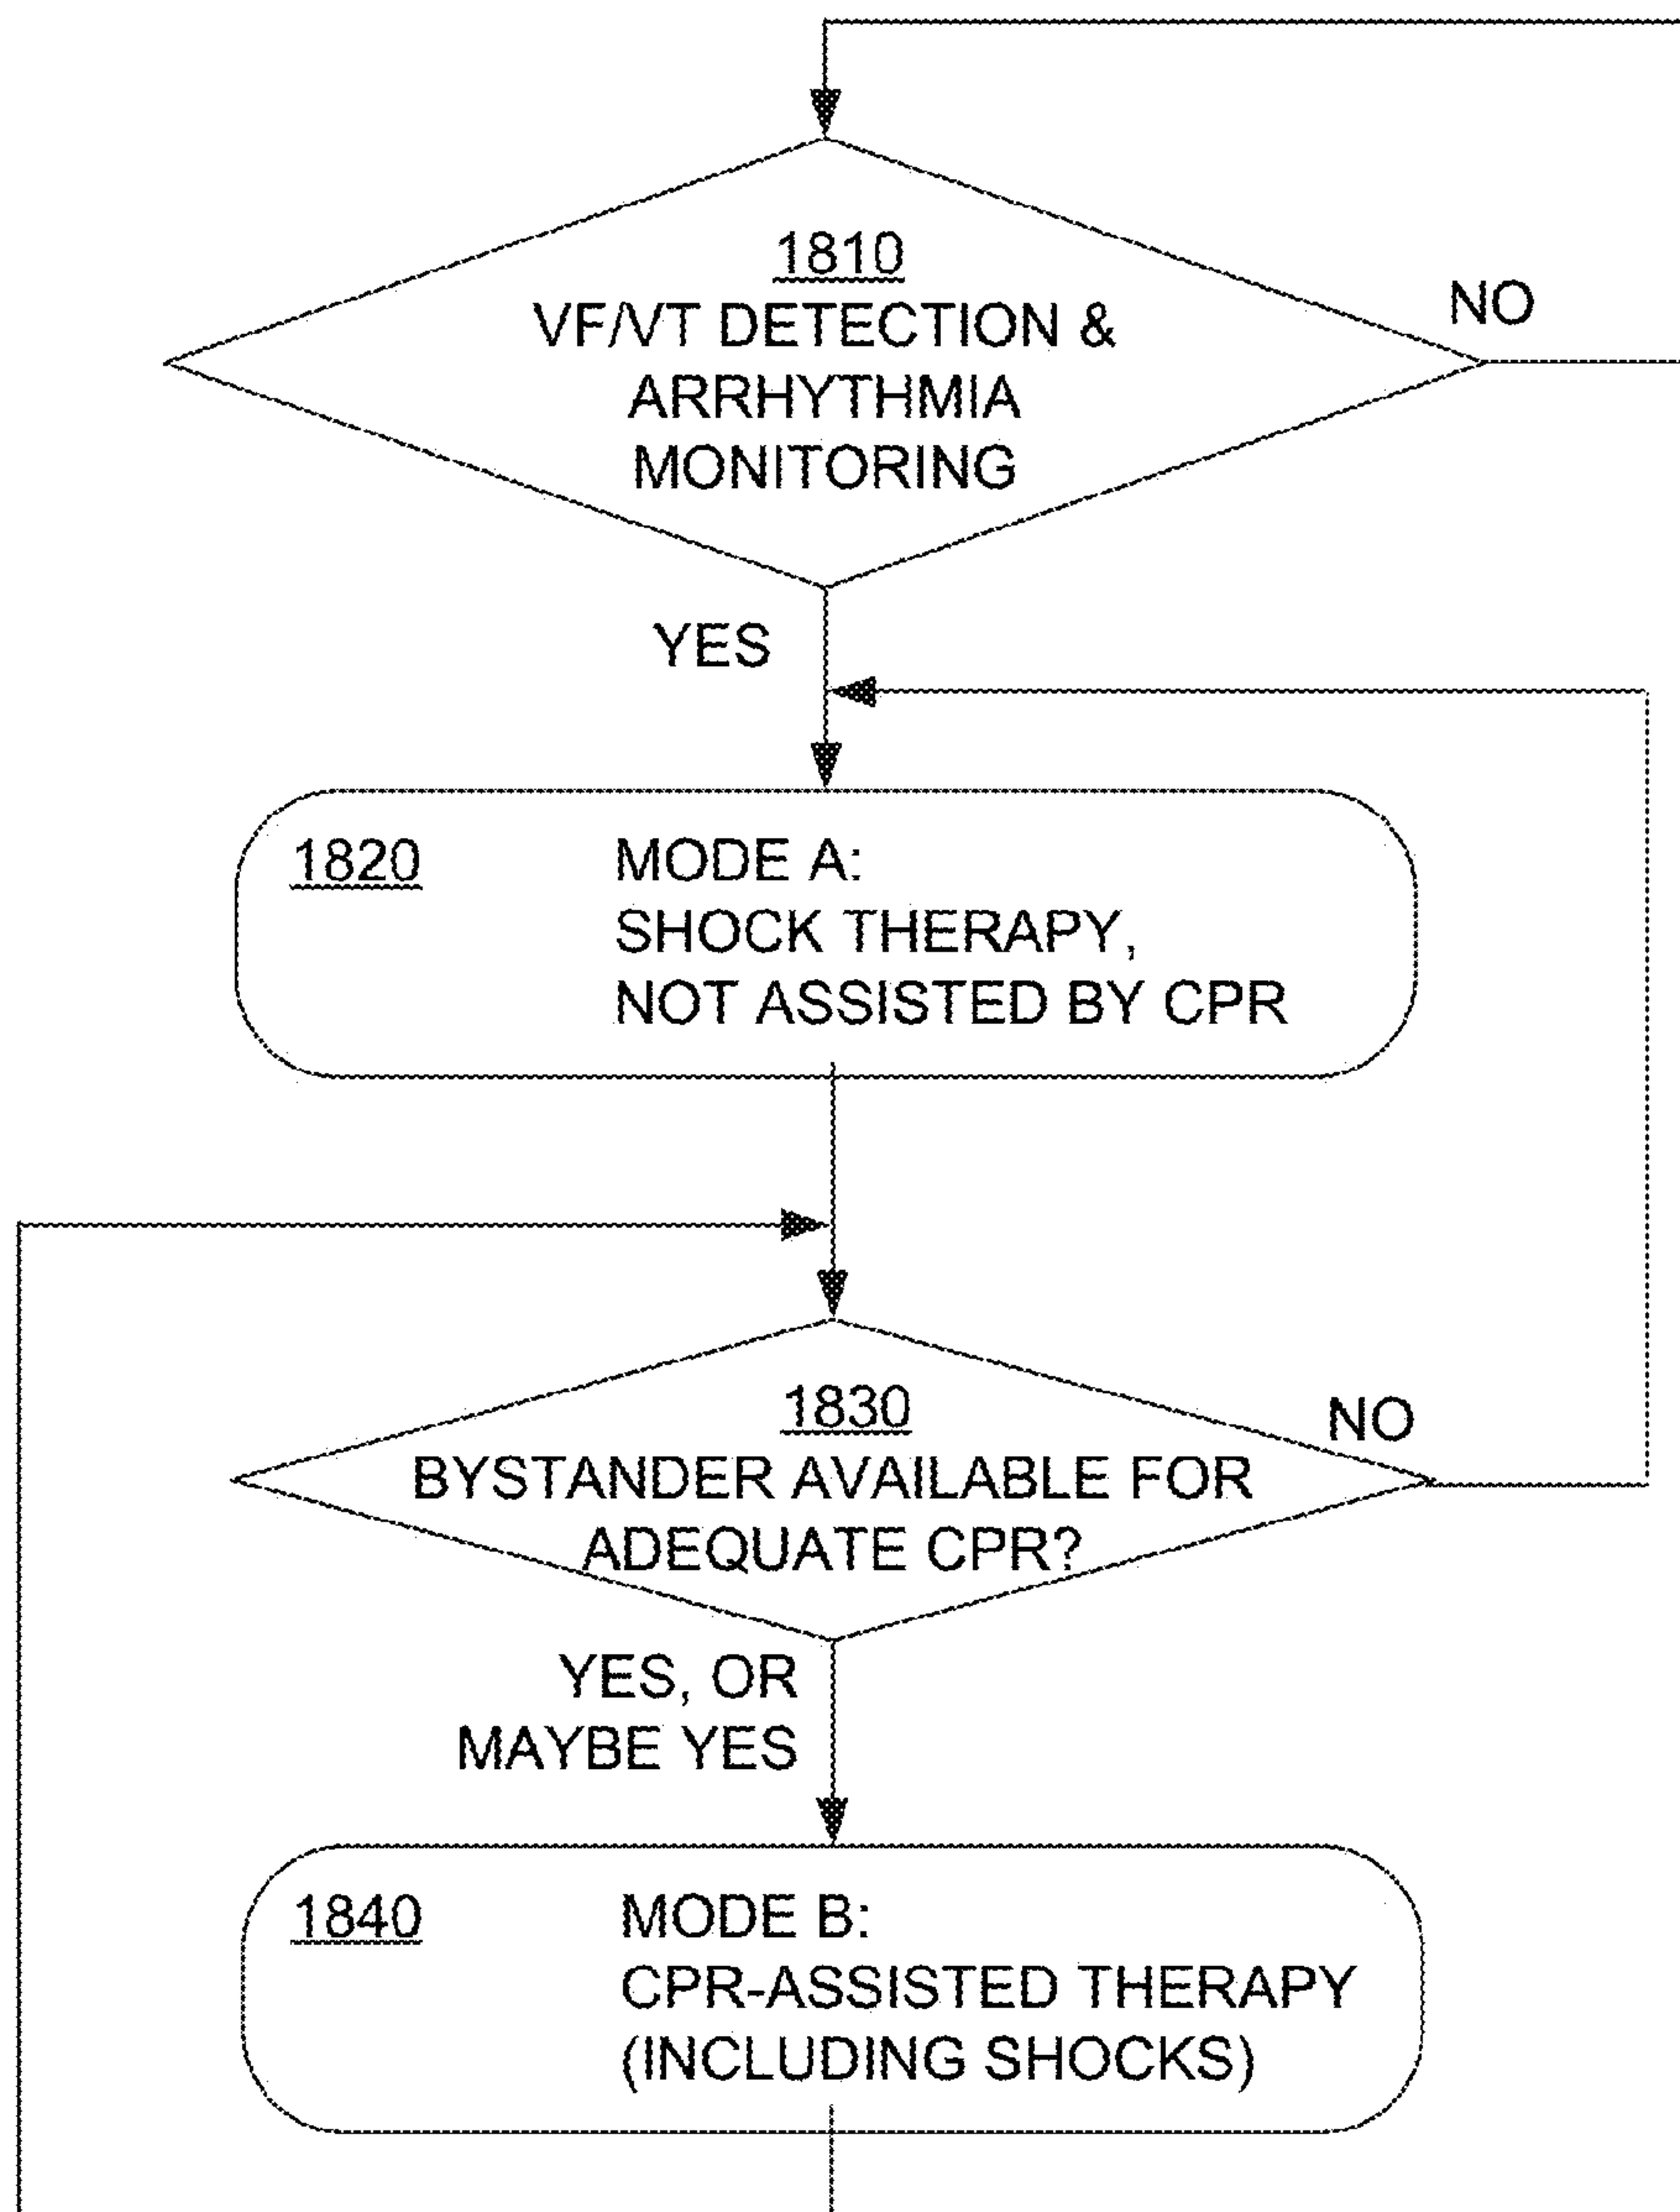 1810
VF/VT DETECTION &
ARRHYTHMIA
MONITORING
NO
YES
1820
MODE A:
SHOCK THERAPY,
NOT ASSISTED BY CPR
1830
BYSTANDER AVAILABLE FOR
ADEQUATE CPR?
NO
YES, OR
MAYBE YES
1840
MODE B:
CPR-ASSISTED THERAPY
(INCLUDING SHOCKS)